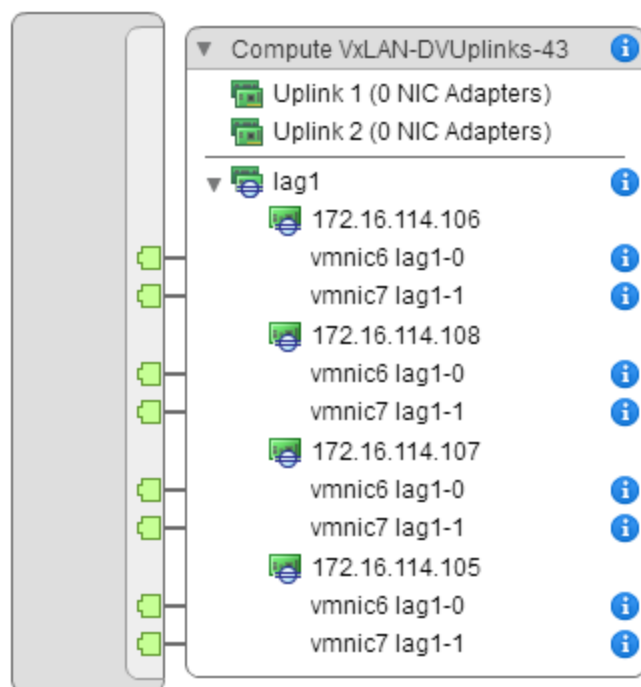 Compute VxLAN-DVUplinks-43
Uplink 1 (0 NIC Adapters)
Uplink 2 (0 NIC Adapters)
lag1
172.16.114.106
vmnic6 lag1-0
vmnic7 lag1-1
172.16.114.108
vmnic6 lag1-0
vmnic7 lag1-1
172.16.114.107
vmnic6 lag1-0
vmnic7 lag1-1
172.16.114.105
vmnic6 lag1-0
vmnic7 lag1-1